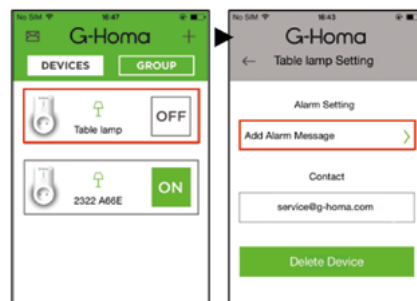 No SIM 16:47
G-Homa
DEVICES GROUP
Table lamp OFF
2322 A66E ON
No SIM 16:43
G-Homa
Table lamp Setting
Alarm Setting
Add Alarm Message
Contact
service@g-homa.com
Delete Device